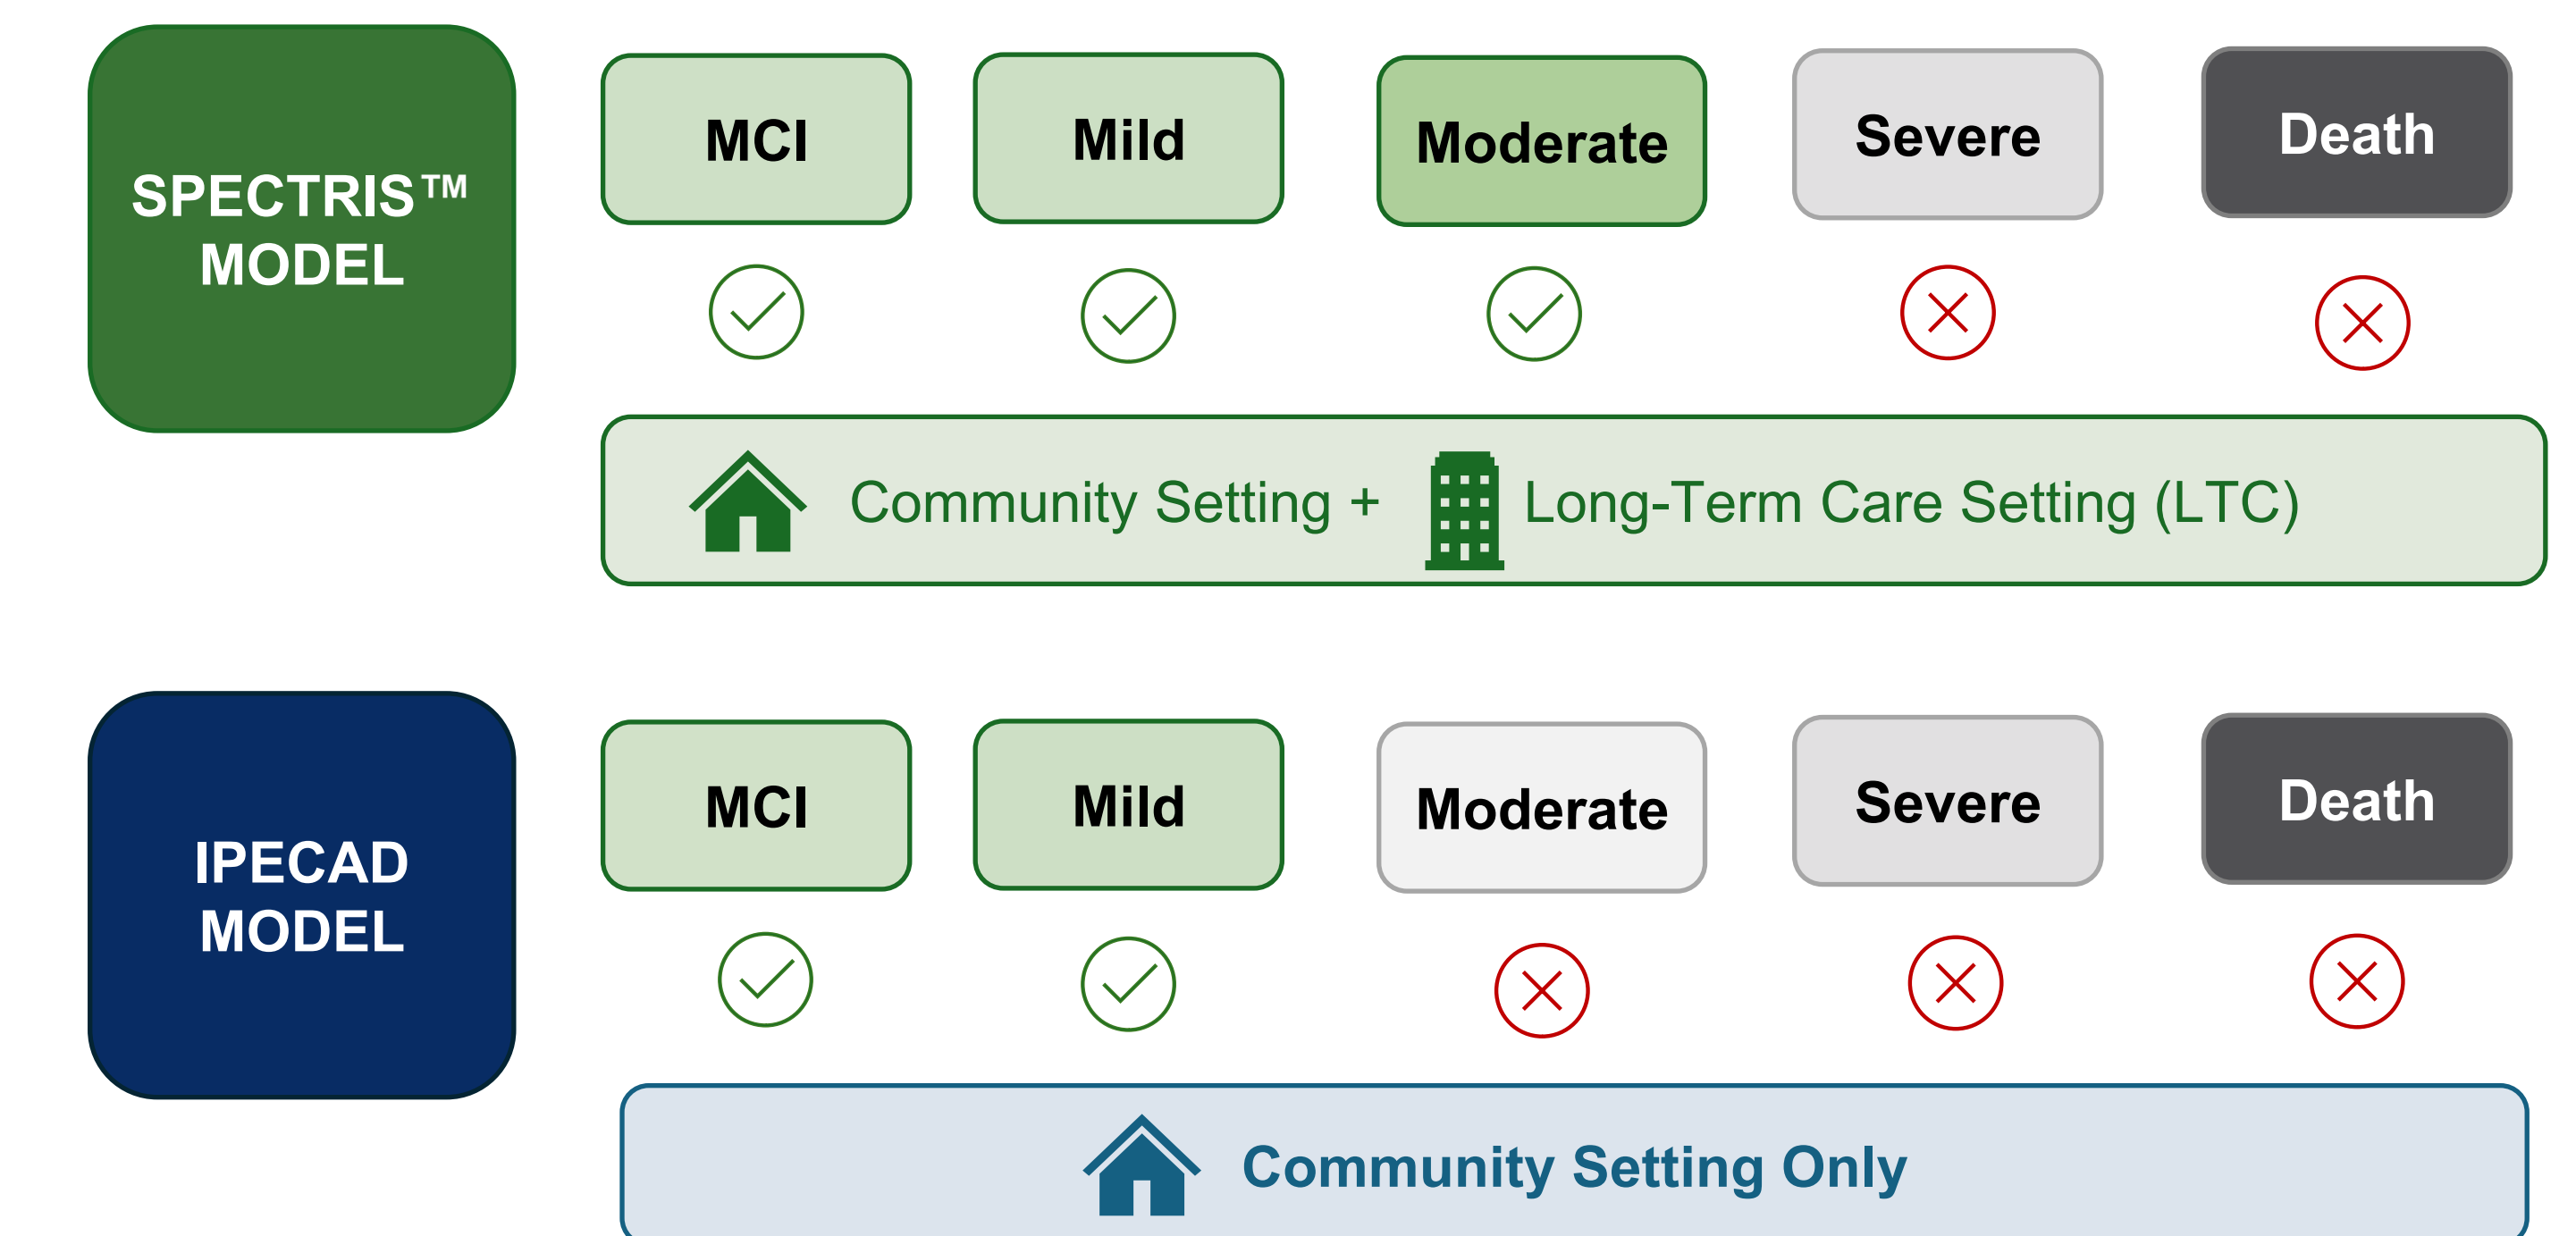 SPECTRIS™
MODEL
MCI
Mild
Moderate
Severe
Death
Community Setting +
Long-Term Care Setting (LTC)
IPECAD
MODEL
MCI
Mild
Moderate
Severe
Death
Community Setting Only